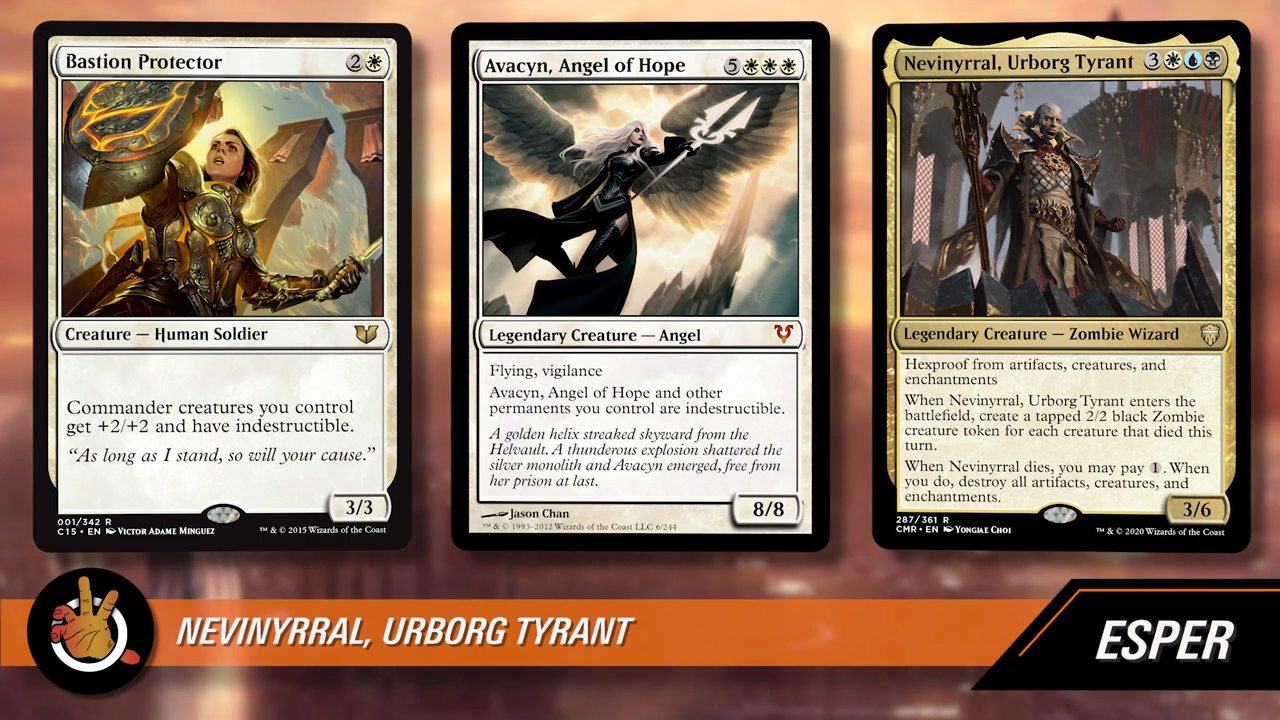 Bastion Protector 2
Creature — Human Soldier
Commander creatures you control
get +2/+2 and have indestructible.
“As long as I stand, so will your cause.”
3/3
001/342 R
C15 • EN Victor Adame Minguez
™ & © 2015 Wizards of the Coast
Avacyn, Angel of Hope 5
Legendary Creature — Angel
Flying, vigilance
Avacyn, Angel of Hope and other
permanents you control are indestructible.
A golden helix streaked skyward from the
Helvault. A thunderous explosion shattered the
silver monolith and Avacyn emerged, free from
her prison at last.
8/8
Jason Chan
™ & © 1993–2012 Wizards of the Coast LLC 6/244
Nevinyrral, Urborg Tyrant 3
Legendary Creature — Zombie Wizard
Hexproof from artifacts, creatures, and
enchantments
When Nevinyrral, Urborg Tyrant enters the
battlefield, create a tapped 2/2 black Zombie
creature token for each creature that died this
turn.
When Nevinyrral dies, you may pay 1. When
you do, destroy all artifacts, creatures, and
enchantments.
3/6
287/361 R
CMR • EN Yongjae Choi
™ & © 2020 Wizards of the Coast
NEVINYRRAL, URBORG TYRANT
ESPER